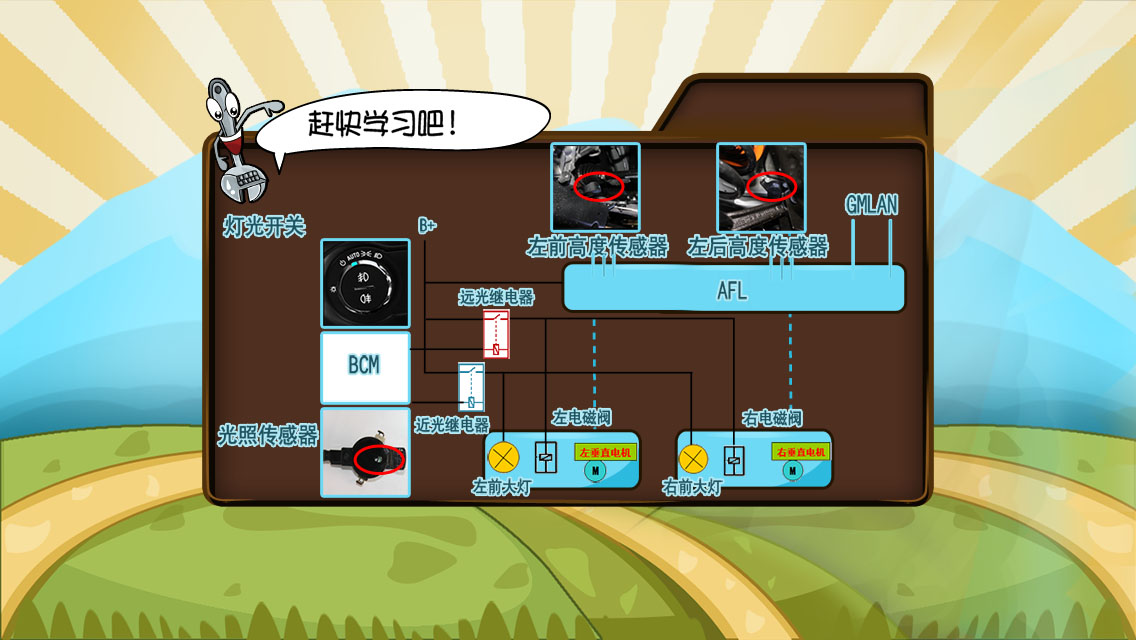 赶快学习吧！
灯光开关
B+
左前高度传感器
左后高度传感器
GMLAN
AUTO
AFL
远光继电器
BCM
近光继电器
左电磁阀
右电磁阀
光照传感器
左垂直电机
M
右垂直电机
M
左前大灯
右前大灯